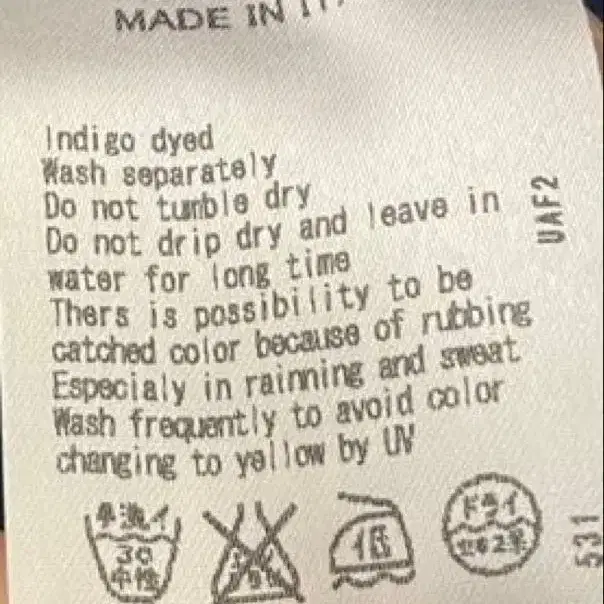 MADE IN IT
Indigo dyed
Wash separately
Do not tumble dry
Do not drip dry and leave in
water for long time
Thers is possibility to be
catched color because of rubbing
Especialy in rainning and sweat
Wash frequently to avoid color
changing to yellow by UV
UAF2
手洗イ
30
中性
低
ドライ
531